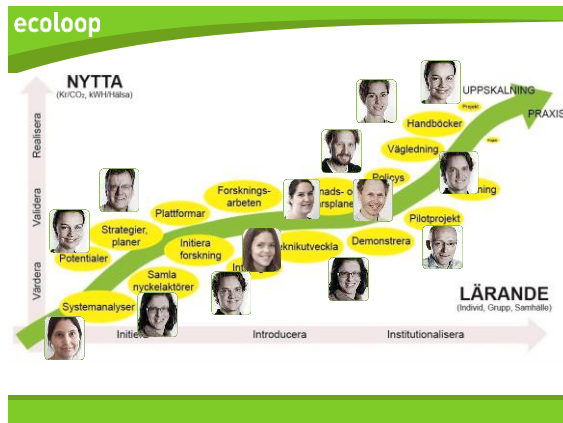 ecoloop
NYTTA
(Kr/CO₂, kWH/Hälsa)
UPPSKALNING
PRAXIS
Projekt
Handböcker
Vägledning
Policys
Realisera
Validera
Värdera
Forsknings-
arbeten
Plattformar
Strategier,
planer
Potentialer
Initiera
forskning
Samla
nyckelaktörer
Systemanalyser
Demonstrera
Pilotprojekt
LÄRANDE
(Individ, Grupp, Samhälle)
Introducera
Institutionalisera